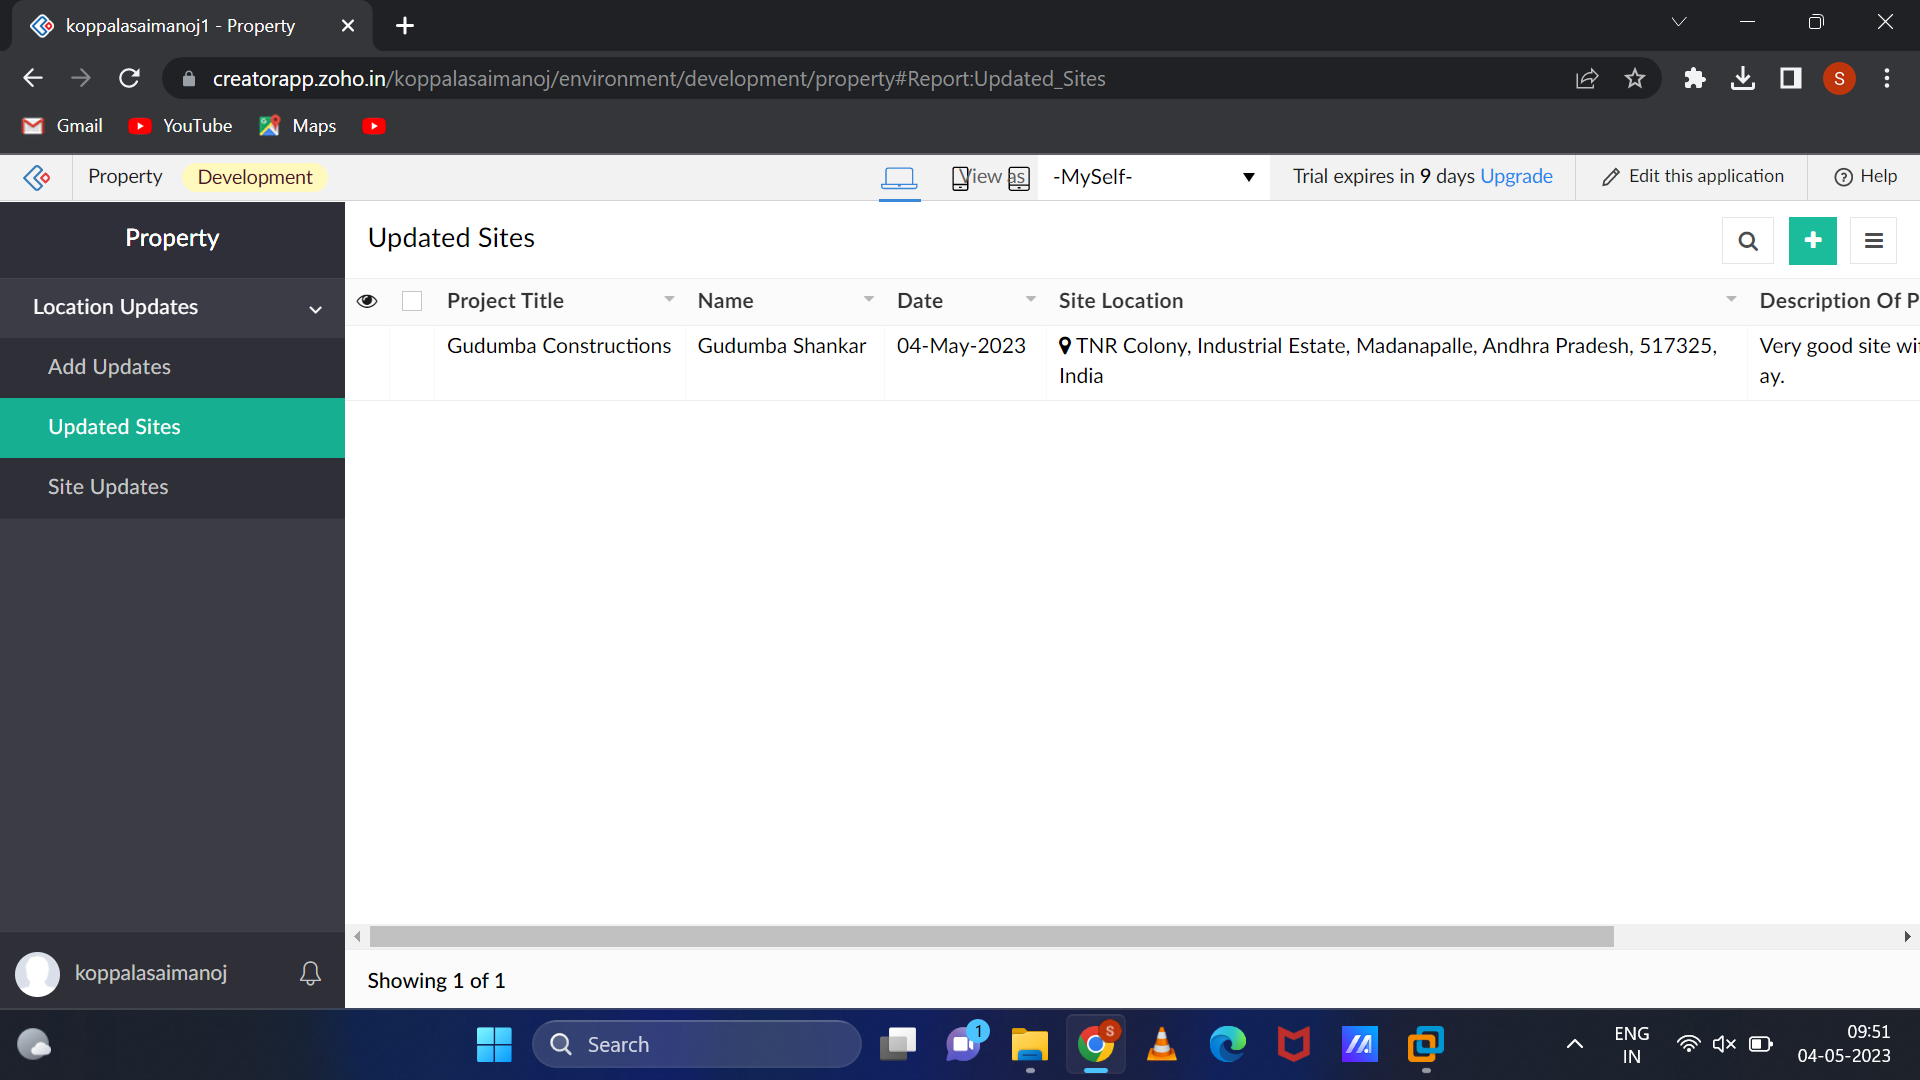 koppalasaimanoj1 - Property
creatorapp.zoho.in/koppalasaimanoj/environment/development/property#Report:Updated_Sites
S
Gmail YouTube Maps
Property Development View as -MySelf- Trial expires in 9 days Upgrade Edit this application Help
Property
Updated Sites
Location Updates
Project Title Name Date Site Location Description Of P
Gudumba Constructions Gudumba Shankar 04-May-2023 TNR Colony, Industrial Estate, Madanapalle, Andhra Pradesh, 517325, Very good site
India ay.
Add Updates
Updated Sites
Site Updates
koppalasaimanoj
Showing 1 of 1
Search
1
S
ENG
IN
09:51
04-05-2023